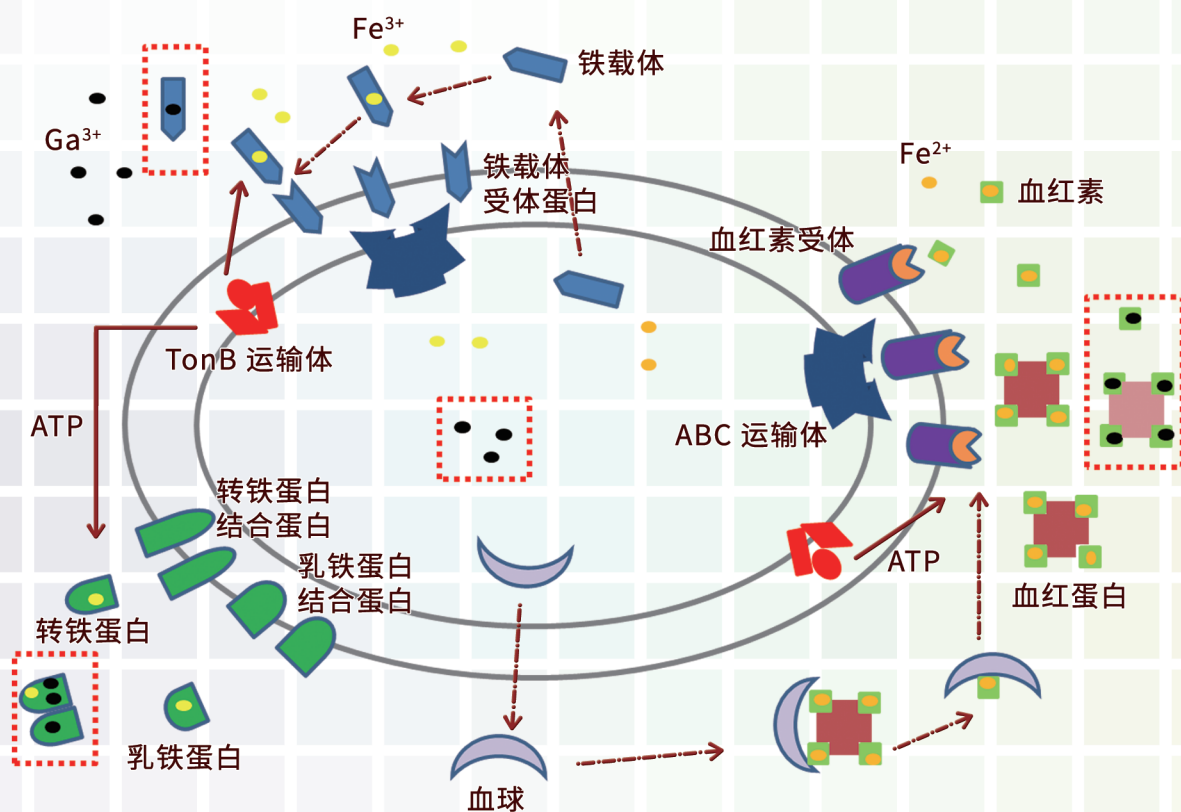 Fe³⁺
铁载体
Ga³⁺
铁载体
受体蛋白
Fe²⁺
血红素
血红素受体
TonB 运输体
ATP
ABC 运输体
转铁蛋白
结合蛋白
乳铁蛋白
结合蛋白
ATP
血红蛋白
转铁蛋白
乳铁蛋白
血球